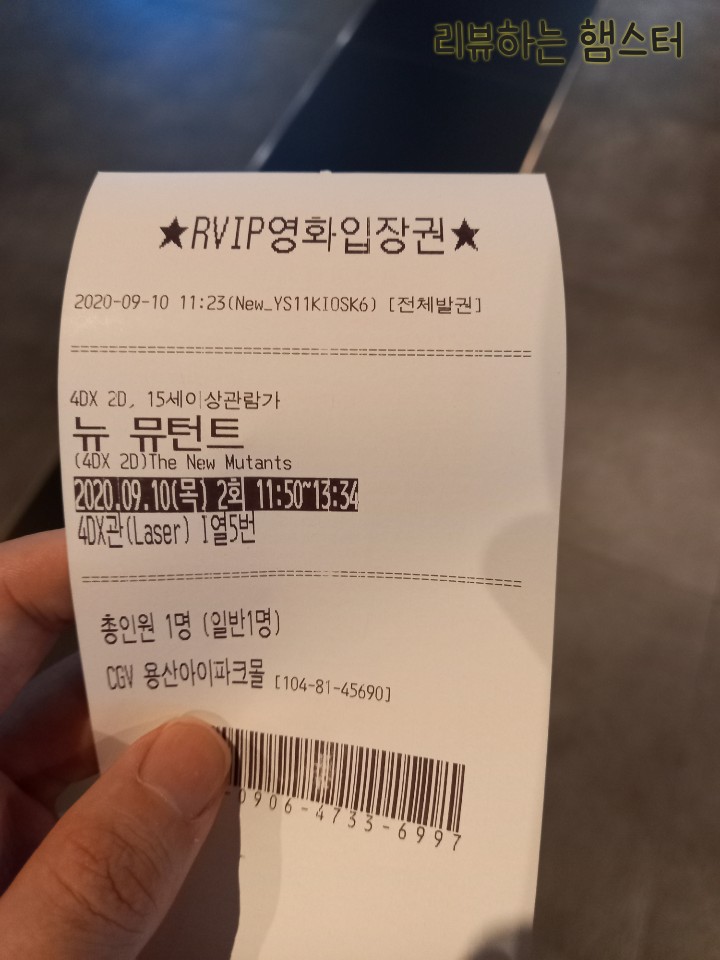 리뷰하는 햄스터
★RVIP영화입장권★
2020-09-10 11:23(New_YS11KIOSK6) [전체발권]
4DX 2D, 15세이상관람가
뉴 뮤턴트
(4DX 2D)The New Mutants
2020.09.10(목) 2회 11:50~13:34
4DX관(Laser) I열5번
총인원 1명 (일반1명)
CGV 용산아이파크몰 [104-81-45690]
-0906-4733-6997